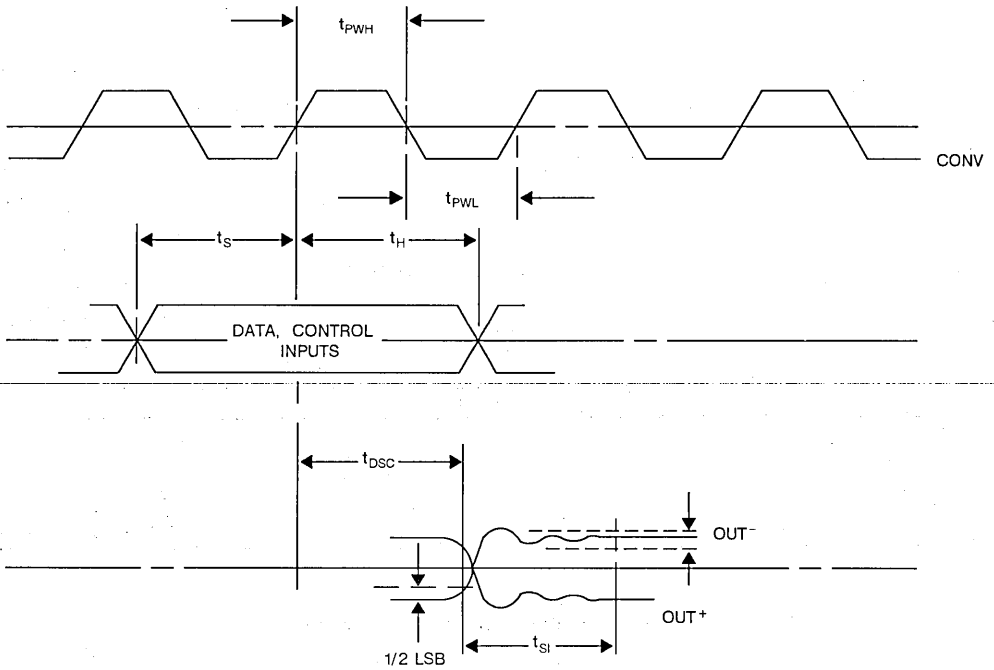 tPWH
CONV
tPWL
tS
tH
DATA, CONTROL
INPUTS
tDSC
OUT⁻
OUT⁺
tSI
1/2 LSB